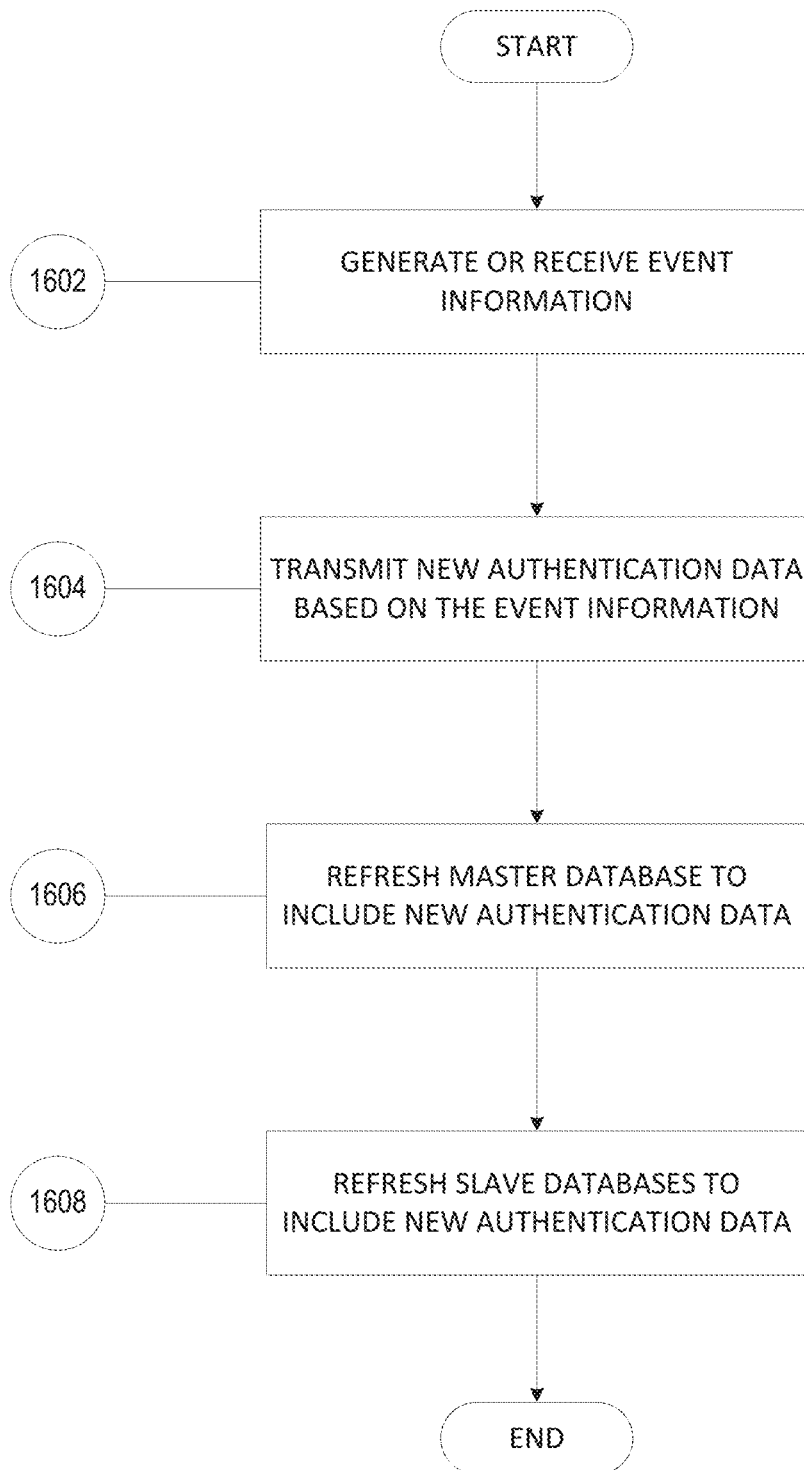 START
1602
GENERATE OR RECEIVE EVENT
INFORMATION
1604
TRANSMIT NEW AUTHENTICATION DATA
BASED ON THE EVENT INFORMATION
1606
REFRESH MASTER DATABASE TO
INCLUDE NEW AUTHENTICATION DATA
1608
REFRESH SLAVE DATABASES TO
INCLUDE NEW AUTHENTICATION DATA
END